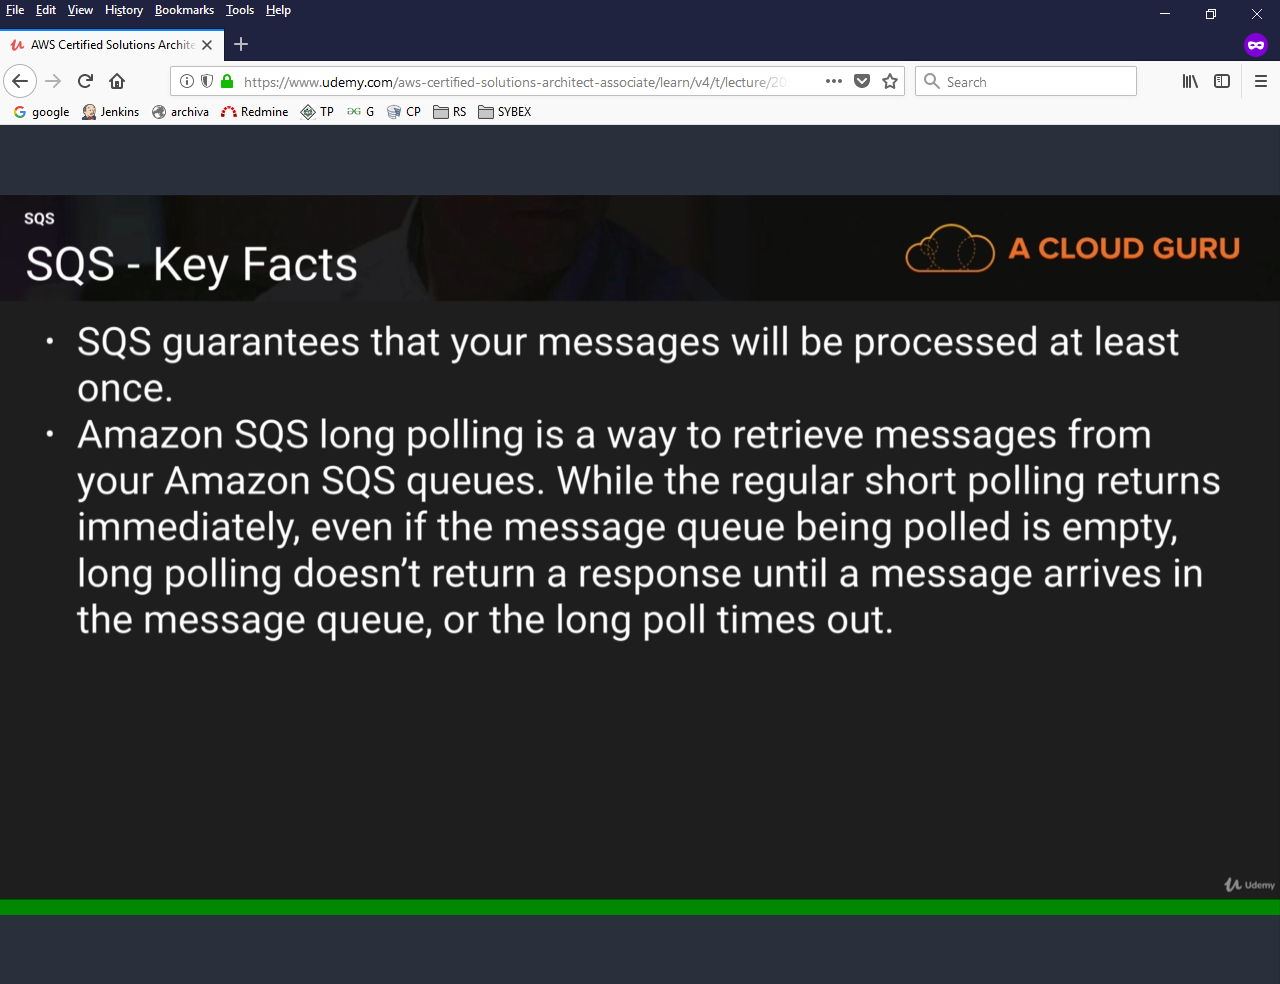 File Edit View History Bookmarks Tools Help
AWS Certified Solutions Archite
https://www.udemy.com/aws-certified-solutions-architect-associate/learn/v4/t/lecture/20
Search
google Jenkins archiva Redmine TP G CP RS SYBEX
SQS
SQS - Key Facts
A CLOUD GURU
• SQS guarantees that your messages will be processed at least
once.
• Amazon SQS long polling is a way to retrieve messages from
your Amazon SQS queues. While the regular short polling returns
immediately, even if the message queue being polled is empty,
long polling doesn’t return a response until a message arrives in
the message queue, or the long poll times out.
Udemy